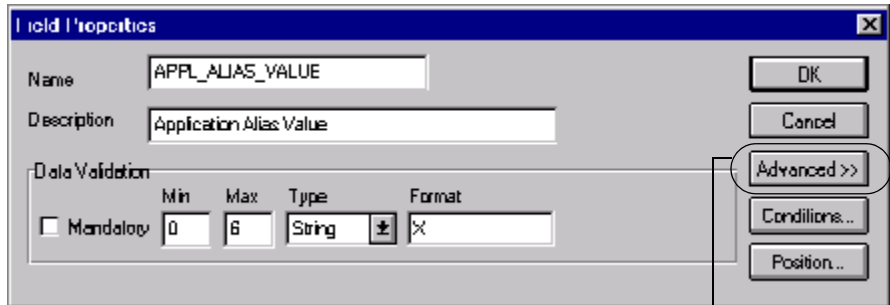 Field Properties
Name APPL_ALIAS_VALUE OK
Description Application Alias Value Cancel
Data Validation Advanced >>
Min Max Type Format
Mandatory 0 6 String X Conditions...
Position...